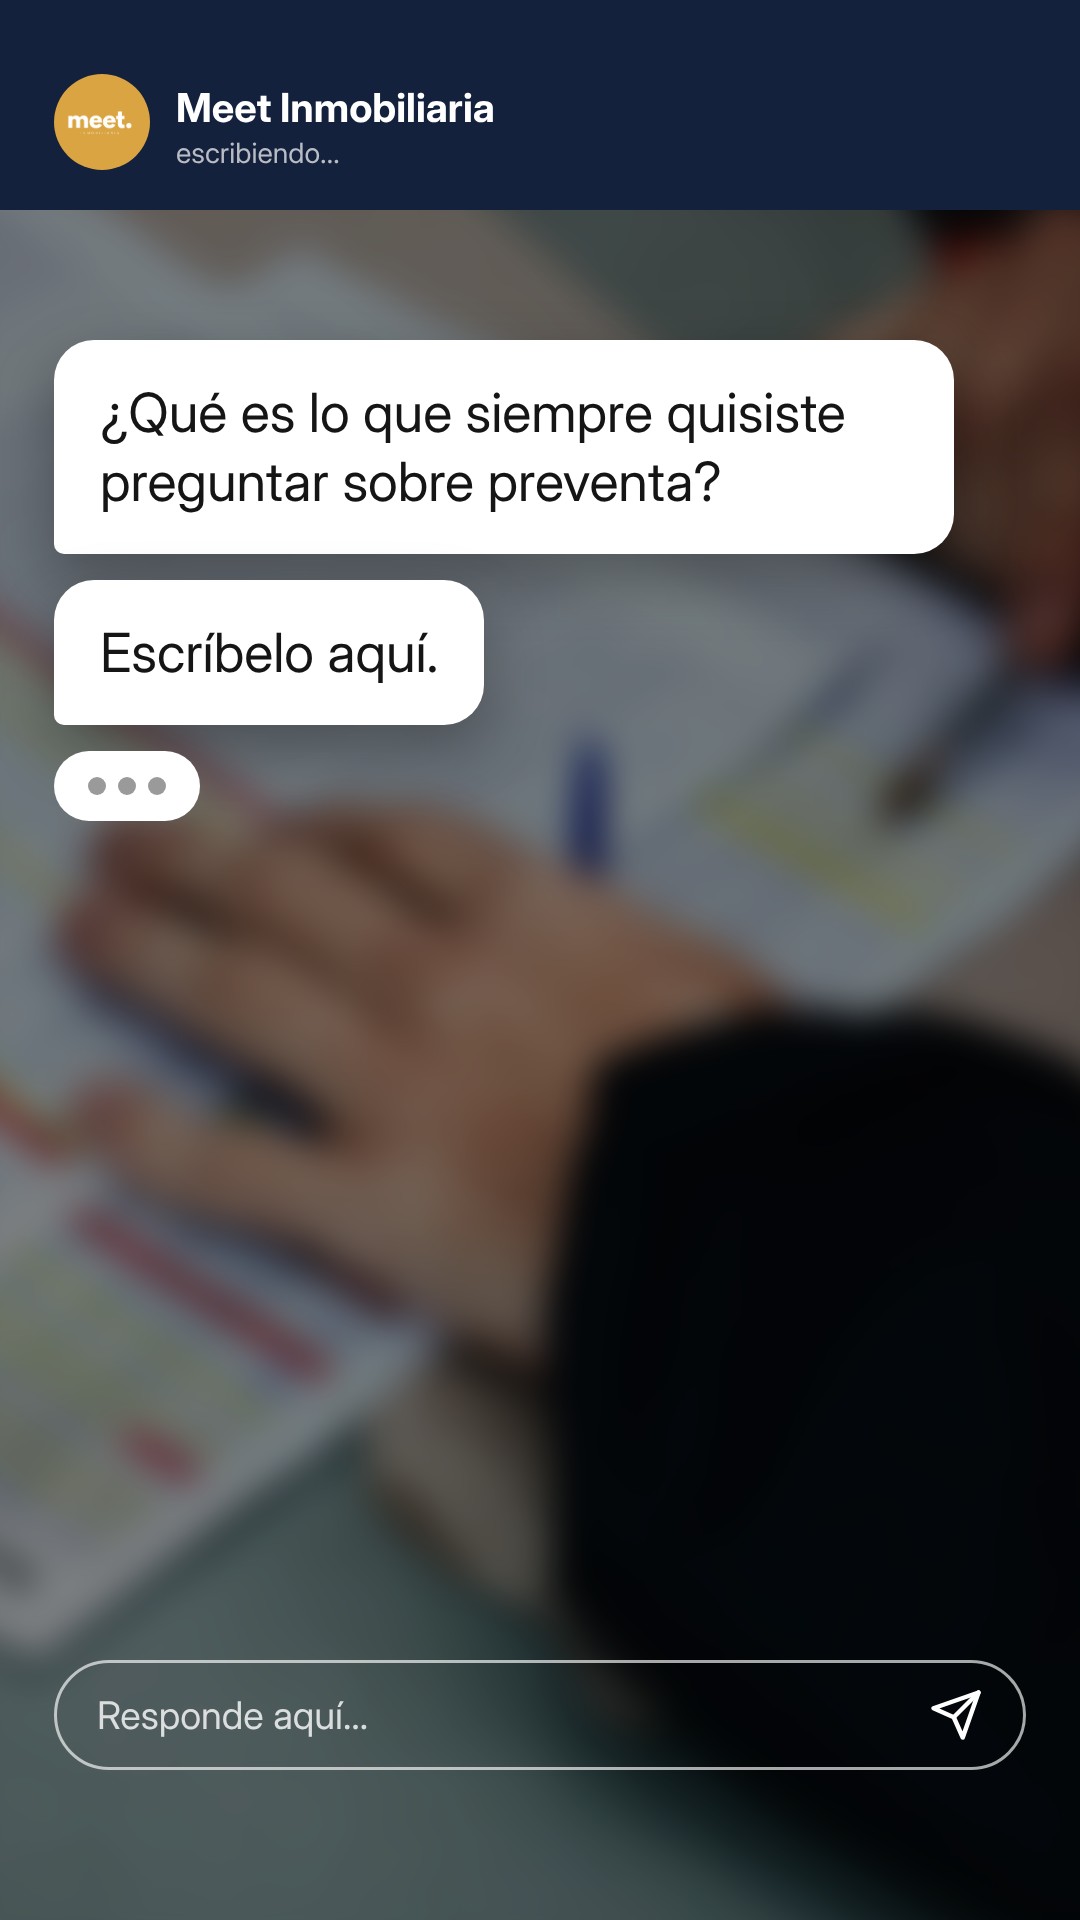 meet.
Meet Inmobiliaria
escribiendo...
¿Qué es lo que siempre quisiste
preguntar sobre preventa?
Escríbelo aquí.
Responde aquí...